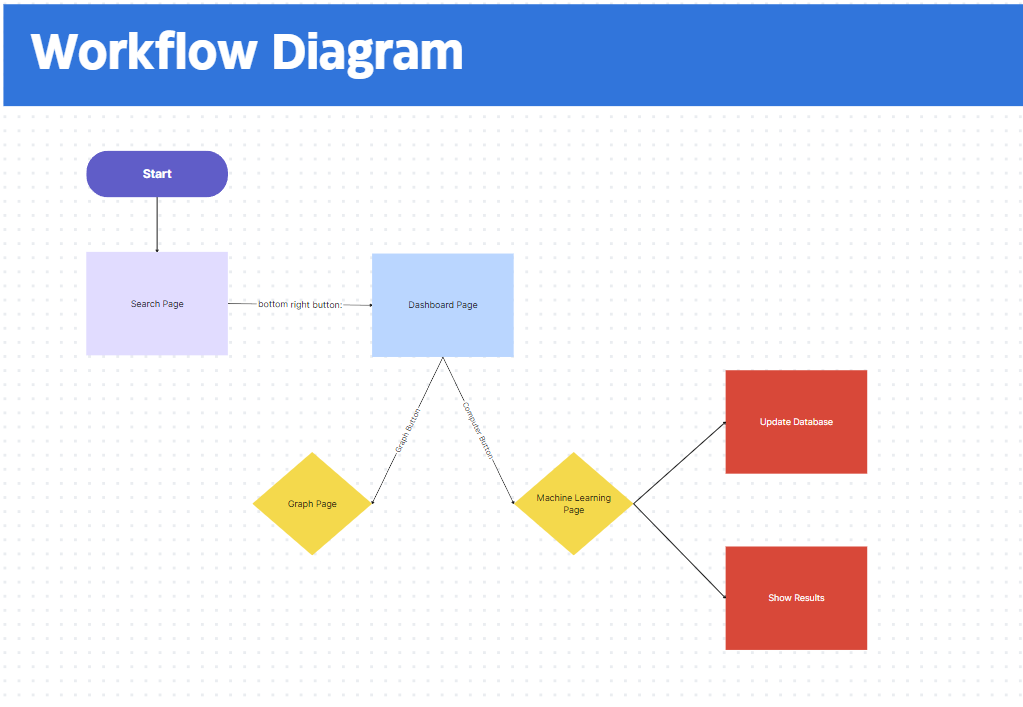 Workflow Diagram
Start
Search Page
bottom right button:
Dashboard Page
Graph Button
Computer Button
Update Database
Graph Page
Machine Learning
Page
Show Results